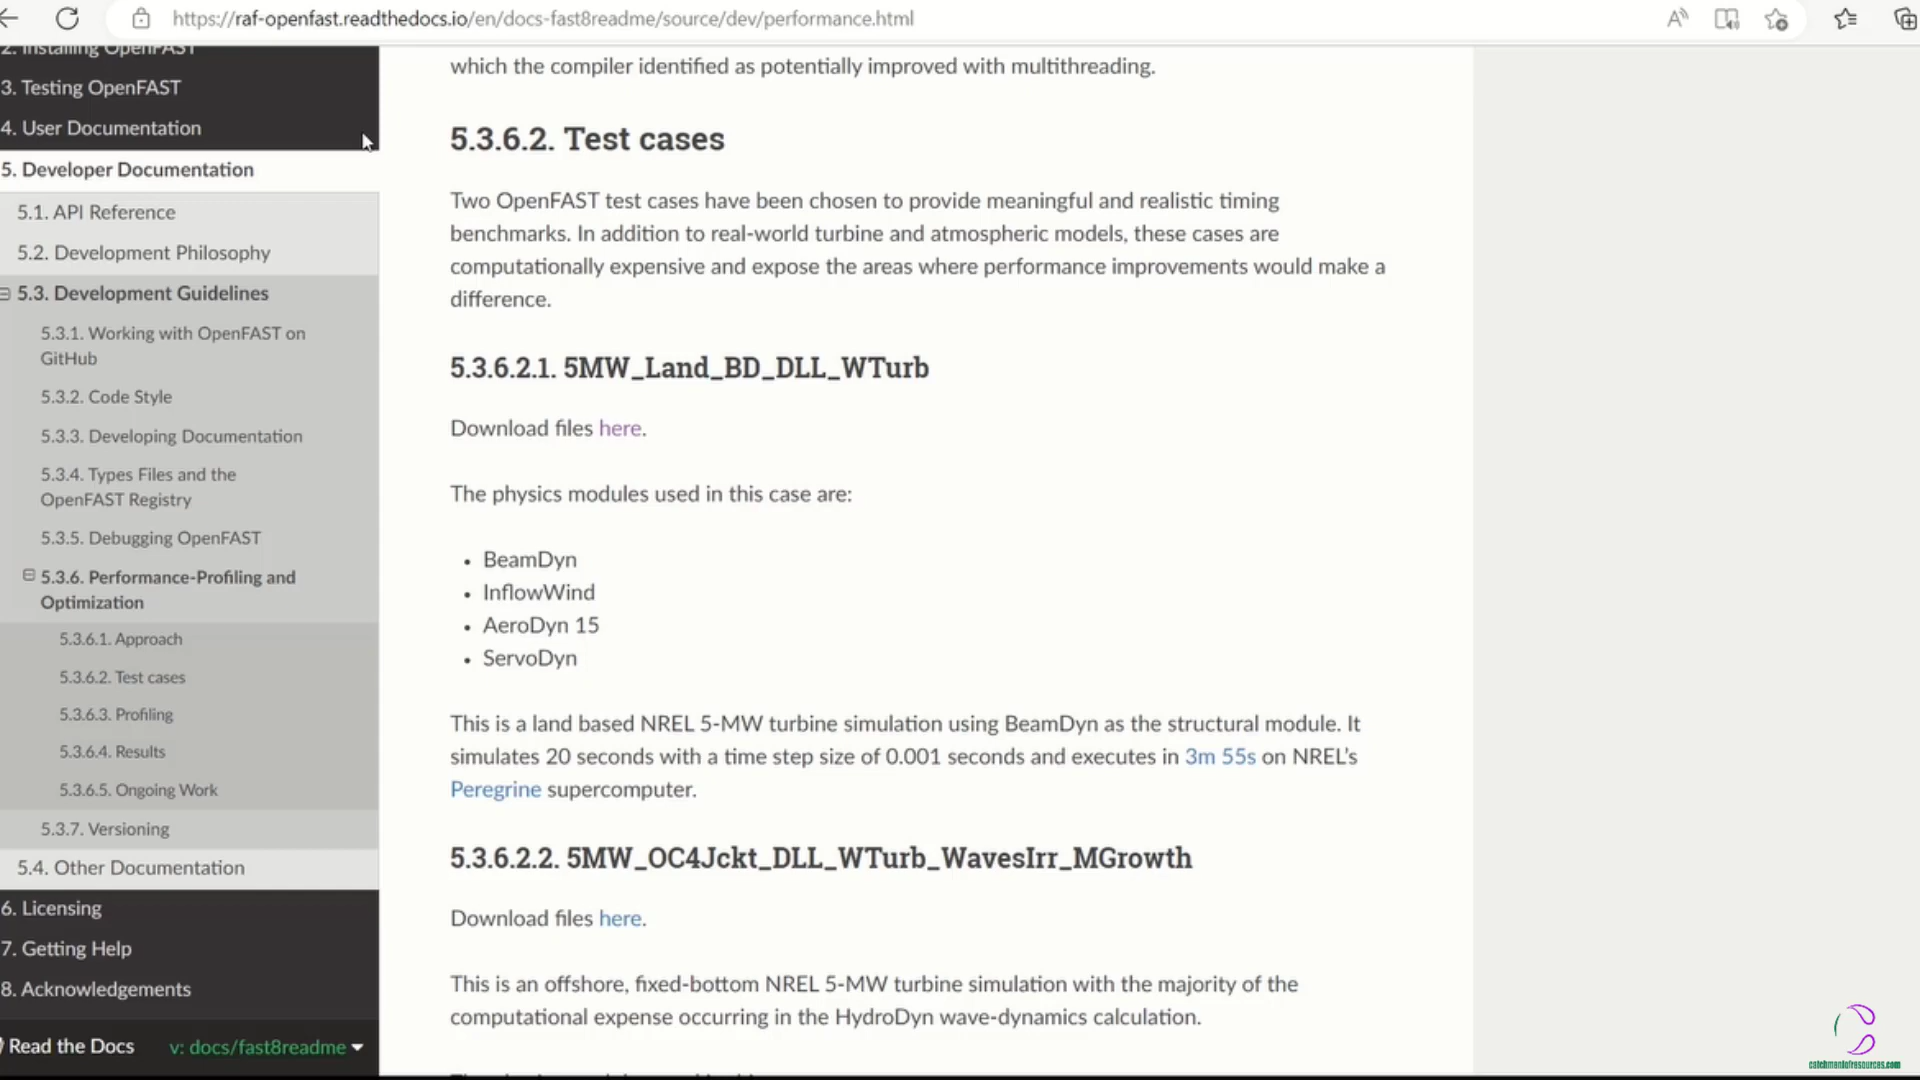 https://raf-openfast.readthedocs.io/en/docs-fast8readme/source/dev/performance.html
2. Installing OpenFAST
3. Testing OpenFAST
4. User Documentation
5. Developer Documentation
5.1. API Reference
5.2. Development Philosophy
5.3. Development Guidelines
5.3.1. Working with OpenFAST on
GitHub
5.3.2. Code Style
5.3.3. Developing Documentation
5.3.4. Types Files and the
OpenFAST Registry
5.3.5. Debugging OpenFAST
5.3.6. Performance-Profiling and
Optimization
5.3.6.1. Approach
5.3.6.2. Test cases
5.3.6.3. Profiling
5.3.6.4. Results
5.3.6.5. Ongoing Work
5.3.7. Versioning
5.4. Other Documentation
6. Licensing
7. Getting Help
8. Acknowledgements
Read the Docs v: docs/fast8readme
which the compiler identified as potentially improved with multithreading.
5.3.6.2. Test cases
Two OpenFAST test cases have been chosen to provide meaningful and realistic timing
benchmarks. In addition to real-world turbine and atmospheric models, these cases are
computationally expensive and expose the areas where performance improvements would make a
difference.
5.3.6.2.1. 5MW_Land_BD_DLL_WTurb
Download files here.
The physics modules used in this case are:
• BeamDyn
• InflowWind
• AeroDyn 15
• ServoDyn
This is a land based NREL 5-MW turbine simulation using BeamDyn as the structural module. It
simulates 20 seconds with a time step size of 0.001 seconds and executes in 3m 55s on NREL’s
Peregrine supercomputer.
5.3.6.2.2. 5MW_OC4Jckt_DLL_WTurb_WavesIrr_MGrowth
Download files here.
This is an offshore, fixed-bottom NREL 5-MW turbine simulation with the majority of the
computational expense occurring in the HydroDyn wave-dynamics calculation.
catchmentofresources.com